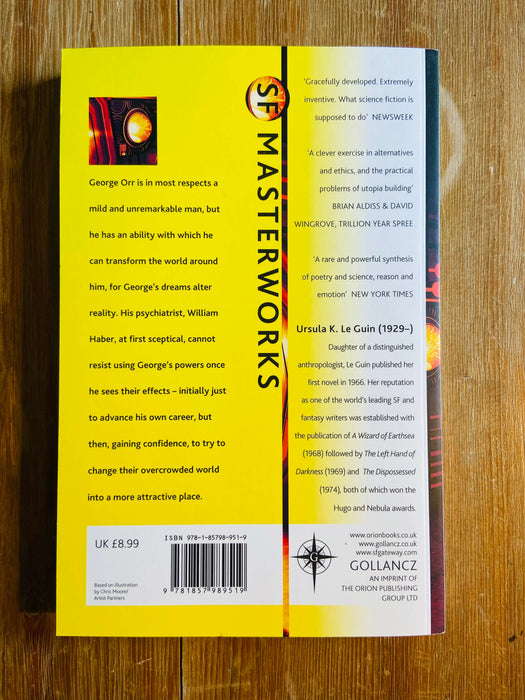 George Orr is in most respects a
mild and unremarkable man, but
he has an ability with which he
can transform the world around
him, for George's dreams alter
reality. His psychiatrist, William
Haber, at first sceptical, cannot
resist using George's powers once
he sees their effects – initially just
to advance his own career, but
then, gaining confidence, to try to
change their overcrowded world
into a more attractive place.
SF MASTERWORKS
'Gracefully developed. Extremely
inventive. What science fiction is
supposed to do' NEWSWEEK
'A clever exercise in alternatives
and ethics, and the practical
problems of utopia building'
BRIAN ALDISS & DAVID
WINGROVE, TRILLION YEAR SPREE
'A rare and powerful synthesis
of poetry and science, reason and
emotion' NEW YORK TIMES
Ursula K. Le Guin (1929–)
Daughter of a distinguished
anthropologist, Le Guin published her
first novel in 1966. Her reputation
as one of the world's leading SF and
fantasy writers was established with
the publication of A Wizard of Earthsea
(1968) followed by The Left Hand of
Darkness (1969) and The Dispossessed
(1974), both of which won the
Hugo and Nebula awards.
UK £8.99
Based on illustration
by Chris Moore/
Artist Partners
ISBN 978-1-85798-951-9
9 781857 989519
G
www.orionbooks.co.uk
www.gollancz.co.uk
www.sfgateway.com
GOLLANCZ
AN IMPRINT OF
THE ORION PUBLISHING
GROUP LTD